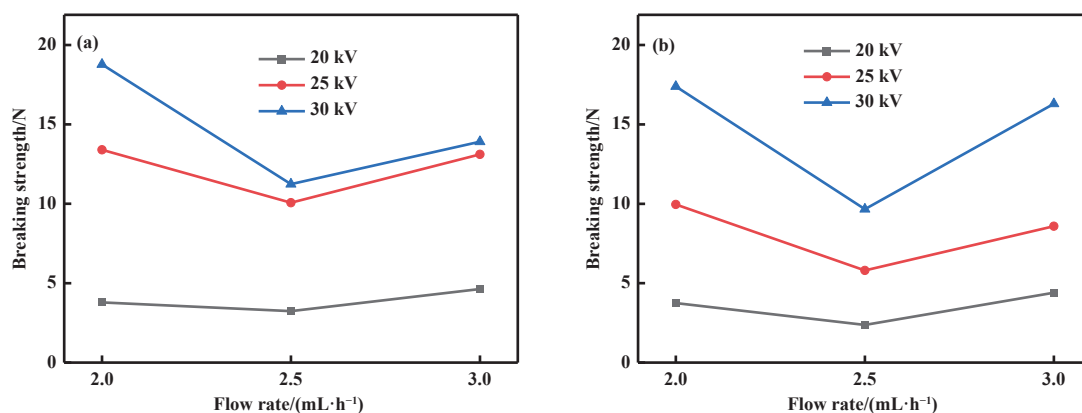 (a)
20 kV
25 kV
30 kV
20
15
10
5
0
Breaking strength/N
2.0 2.5 3.0
Flow rate/(mL·h⁻¹)
(b)
20 kV
25 kV
30 kV
20
15
10
5
0
Breaking strength/N
2.0 2.5 3.0
Flow rate/(mL·h⁻¹)